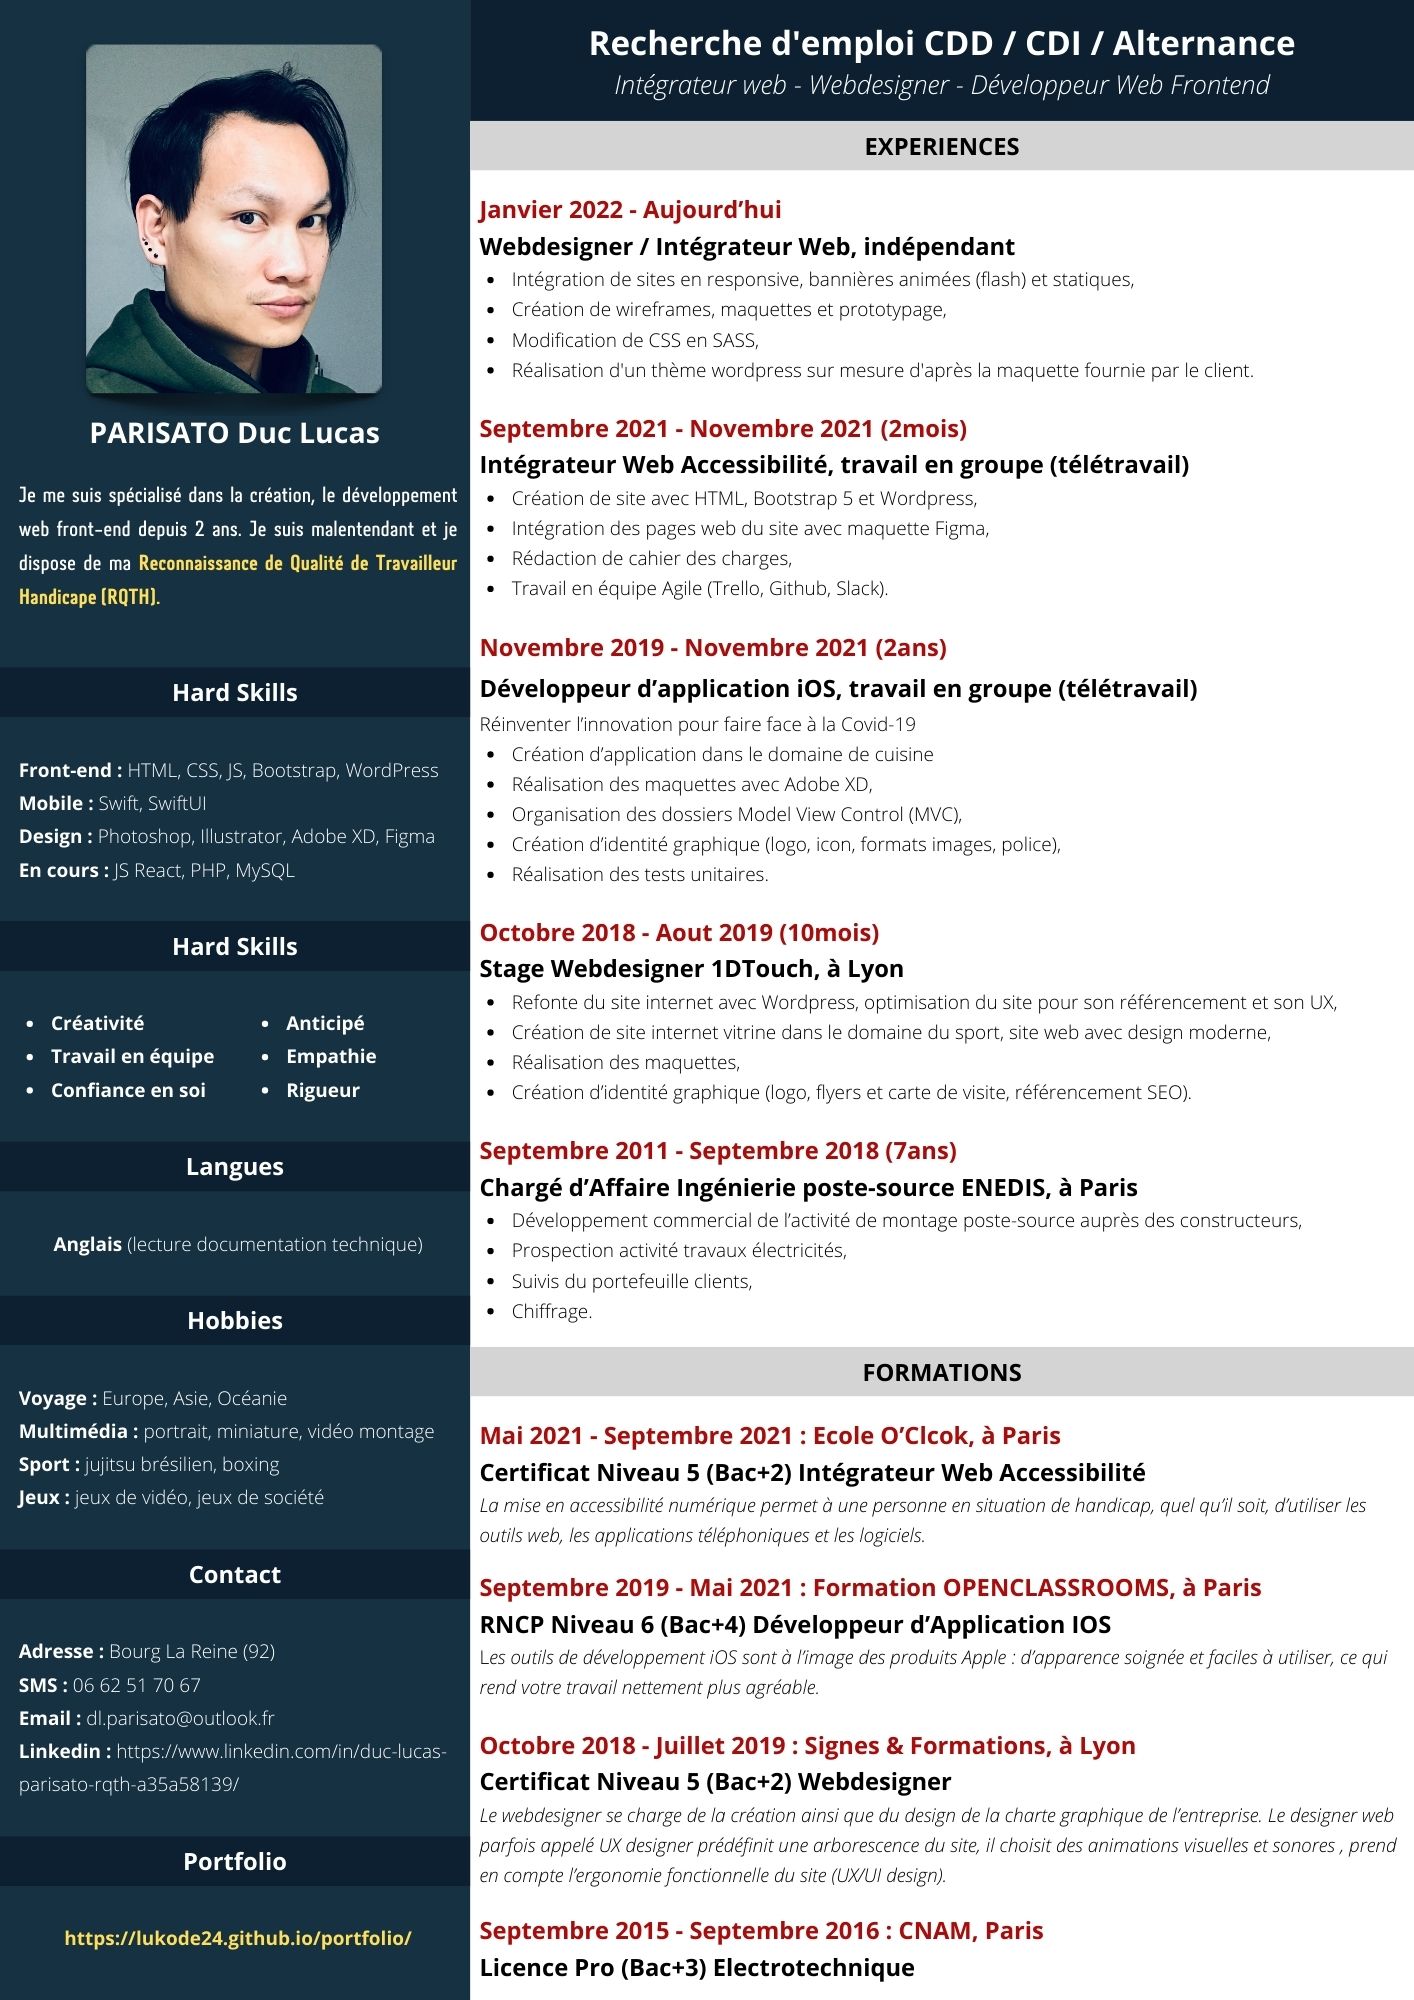 PARISATO Duc Lucas
Je me suis spécialisé dans la création, le développement
web front-end depuis 2 ans. Je suis malentendant et je
dispose de ma Reconnaissance de Qualité de Travailleur
Handicape (RQTH).
Hard Skills
Front-end : HTML, CSS, JS, Bootstrap, WordPress
Mobile : Swift, SwiftUI
Design : Photoshop, Illustrator, Adobe XD, Figma
En cours : JS React, PHP, MySQL
Hard Skills
• Créativité
• Travail en équipe
• Confiance en soi
• Anticipé
• Empathie
• Rigueur
Langues
Anglais (lecture documentation technique)
Hobbies
Voyage : Europe, Asie, Océanie
Multimédia : portrait, miniature, vidéo montage
Sport : jujitsu brésilien, boxing
Jeux : jeux de vidéo, jeux de société
Contact
Adresse : Bourg La Reine (92)
SMS : 06 62 51 70 67
Email : dl.parisato@outlook.fr
Linkedin : https://www.linkedin.com/in/duc-lucas-
parisato-rqth-a35a58139/
Portfolio
https://lukode24.github.io/portfolio/
Recherche d'emploi CDD / CDI / Alternance
Intégrateur web - Webdesigner - Développeur Web Frontend
EXPERIENCES
Janvier 2022 - Aujourd’hui
Webdesigner / Intégrateur Web, indépendant
• Intégration de sites en responsive, bannières animées (flash) et statiques,
• Création de wireframes, maquettes et prototypage,
• Modification de CSS en SASS,
• Réalisation d'un thème wordpress sur mesure d'après la maquette fournie par le client.
Septembre 2021 - Novembre 2021 (2mois)
Intégrateur Web Accessibilité, travail en groupe (télétravail)
• Création de site avec HTML, Bootstrap 5 et Wordpress,
• Intégration des pages web du site avec maquette Figma,
• Rédaction de cahier des charges,
• Travail en équipe Agile (Trello, Github, Slack).
Novembre 2019 - Novembre 2021 (2ans)
Développeur d’application iOS, travail en groupe (télétravail)
Réinventer l’innovation pour faire face à la Covid-19
• Création d’application dans le domaine de cuisine
• Réalisation des maquettes avec Adobe XD,
• Organisation des dossiers Model View Control (MVC),
• Création d’identité graphique (logo, icon, formats images, police),
• Réalisation des tests unitaires.
Octobre 2018 - Aout 2019 (10mois)
Stage Webdesigner 1DTouch, à Lyon
• Refonte du site internet avec Wordpress, optimisation du site pour son référencement et son UX,
• Création de site internet vitrine dans le domaine du sport, site web avec design moderne,
• Réalisation des maquettes,
• Création d’identité graphique (logo, flyers et carte de visite, référencement SEO).
Septembre 2011 - Septembre 2018 (7ans)
Chargé d’Affaire Ingénierie poste-source ENEDIS, à Paris
• Développement commercial de l’activité de montage poste-source auprès des constructeurs,
• Prospection activité travaux électricités,
• Suivis du portefeuille clients,
• Chiffrage.
FORMATIONS
Mai 2021 - Septembre 2021 : Ecole O’Clcok, à Paris
Certificat Niveau 5 (Bac+2) Intégrateur Web Accessibilité
La mise en accessibilité numérique permet à une personne en situation de handicap, quel qu’il soit, d’utiliser les
outils web, les applications téléphoniques et les logiciels.
Septembre 2019 - Mai 2021 : Formation OPENCLASSROOMS, à Paris
RNCP Niveau 6 (Bac+4) Développeur d’Application IOS
Les outils de développement iOS sont à l’image des produits Apple : d’apparence soignée et faciles à utiliser, ce qui
rend votre travail nettement plus agréable.
Octobre 2018 - Juillet 2019 : Signes & Formations, à Lyon
Certificat Niveau 5 (Bac+2) Webdesigner
Le webdesigner se charge de la création ainsi que du design de la charte graphique de l’entreprise. Le designer web
parfois appelé UX designer prédéfinit une arborescence du site, il choisit des animations visuelles et sonores , prend
en compte l’ergonomie fonctionnelle du site (UX/UI design).
Septembre 2015 - Septembre 2016 : CNAM, Paris
Licence Pro (Bac+3) Electrotechnique